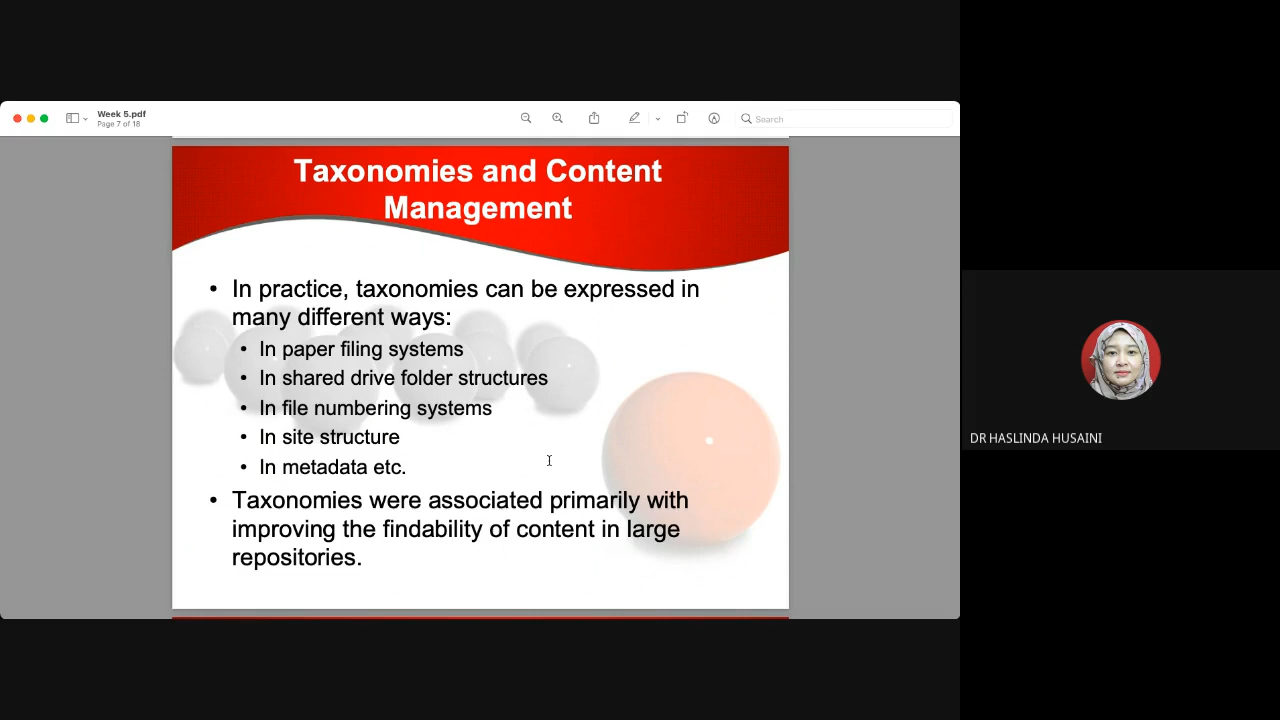 Week 5.pdf
Page 7 of 18
Search
Taxonomies and Content
Management
• In practice, taxonomies can be expressed in
many different ways:
• In paper filing systems
• In shared drive folder structures
• In file numbering systems
• In site structure
• In metadata etc.
• Taxonomies were associated primarily with
improving the findability of content in large
repositories.
DR HASLINDA HUSAINI